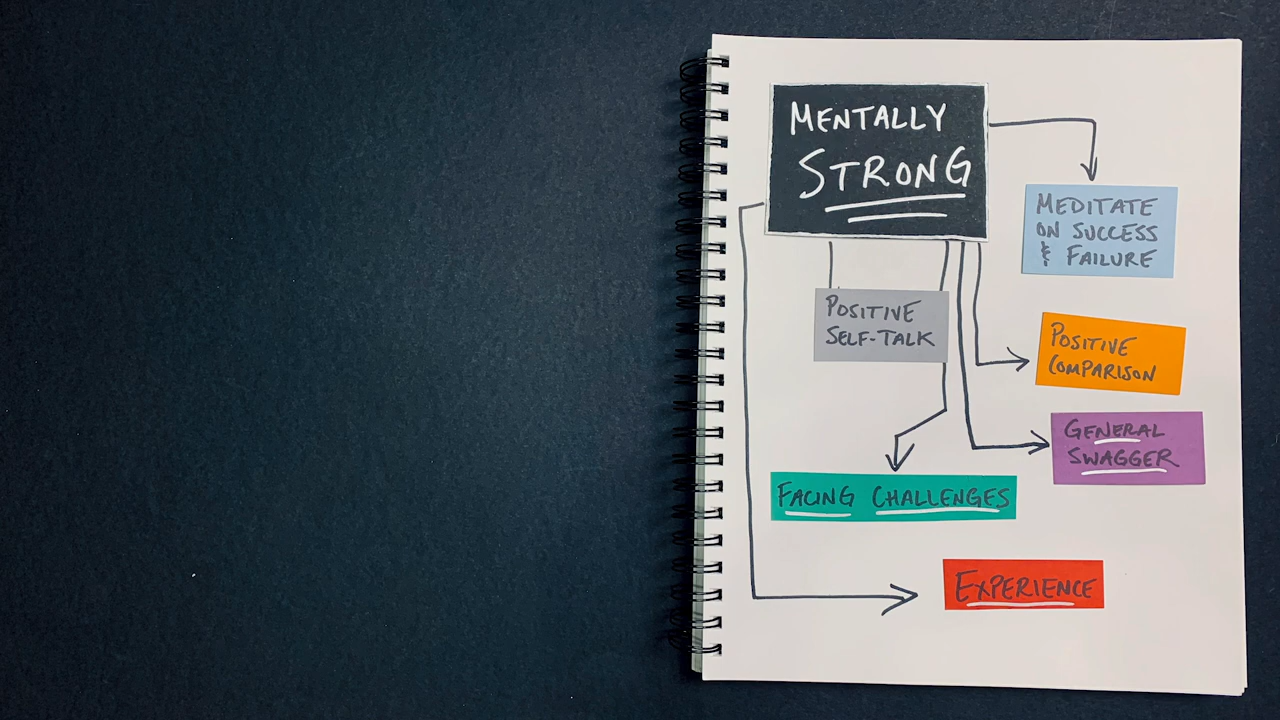 MENTALLY
STRONG
MEDITATE
ON SUCCESS
& FAILURE
POSITIVE
SELF-TALK
POSITIVE
COMPARISON
GENERAL
SWAGGER
FACING CHALLENGES
EXPERIENCE